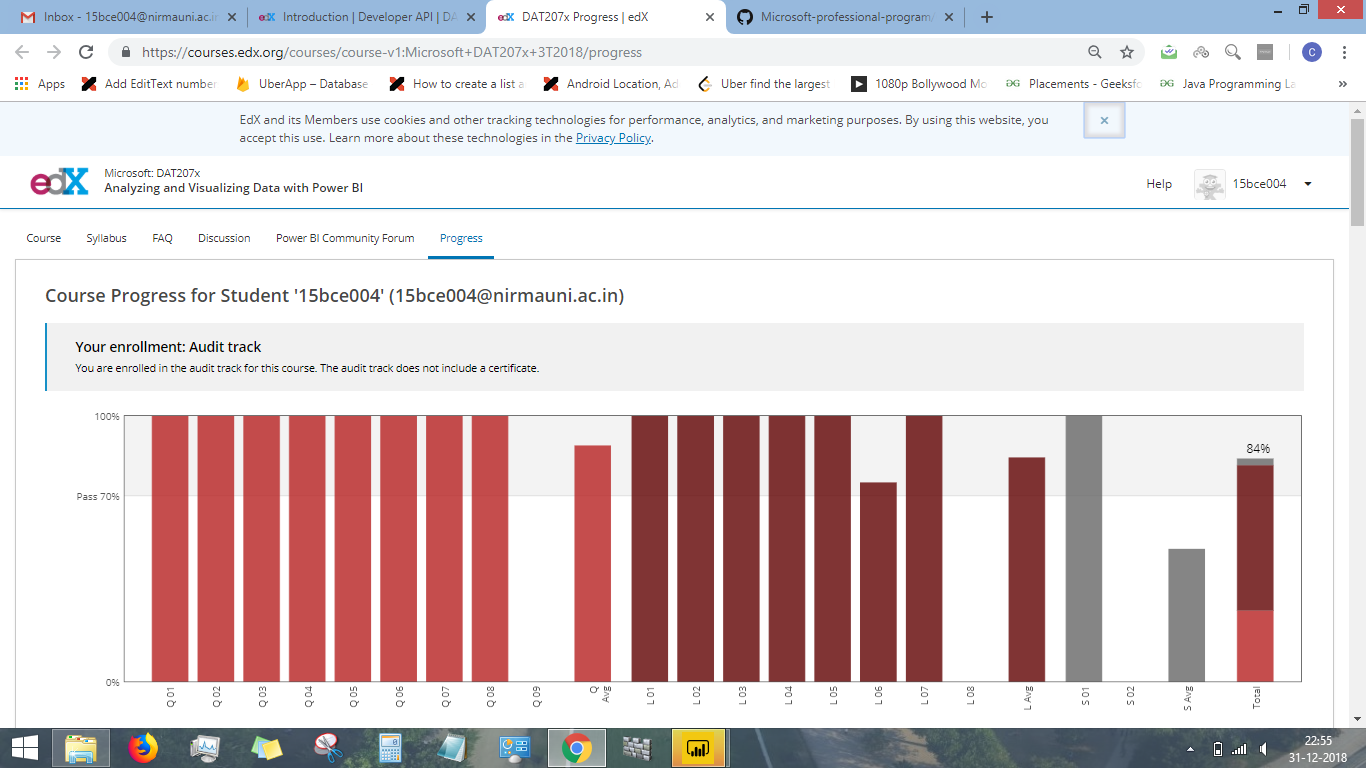 Inbox - 15bce004@nirmauni.ac.in
edX Introduction | Developer API | DA
edX DAT207x Progress | edX
Microsoft-professional-program/
https://courses.edx.org/courses/course-v1:Microsoft+DAT207x+3T2018/progress
C
Apps
Add EditText number
UberApp – Database
How to create a list a
Android Location, Ad
Uber find the largest
1080p Bollywood Mo
Placements - Geeksfo
Java Programming La
»
EdX and its Members use cookies and other tracking technologies for performance, analytics, and marketing purposes. By using this website, you
accept this use. Learn more about these technologies in the Privacy Policy.
×
edX
Microsoft: DAT207x
Analyzing and Visualizing Data with Power BI
Help
15bce004
Course
Syllabus
FAQ
Discussion
Power BI Community Forum
Progress
Course Progress for Student '15bce004' (15bce004@nirmauni.ac.in)
Your enrollment: Audit track
You are enrolled in the audit track for this course. The audit track does not include a certificate.
100%
Pass 70%
0%
84%
Q 01
Q 02
Q 03
Q 04
Q 05
Q 06
Q 07
Q 08
Q 09
Q
Avg
L 01
L 02
L 03
L 04
L 05
L 06
L 07
L 08
L Avg
S 01
S 02
S Avg
Total
22:55
31-12-2018